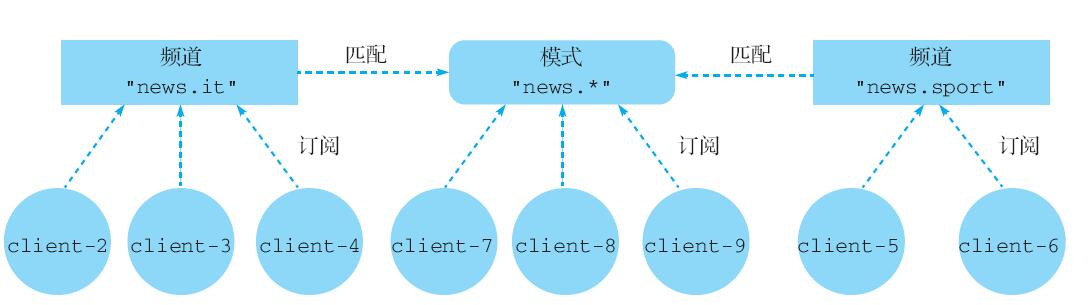 频道
"news.it"
匹配
模式
"news.*"
匹配
频道
"news.sport"
订阅
订阅
订阅
client-2
client-3
client-4
client-7
client-8
client-9
client-5
client-6